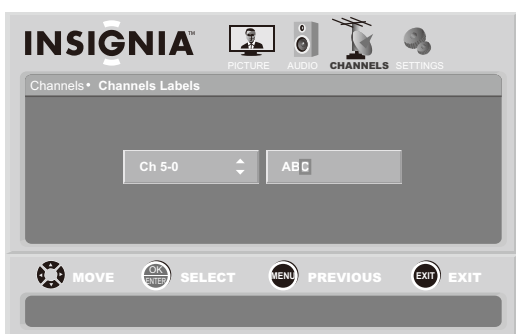 INSIGNIA™
PICTURE AUDIO CHANNELS SETTINGS
Channels • Channels Labels
Ch 5-0 ABC
MOVE OK ENTER SELECT MENU PREVIOUS EXIT EXIT